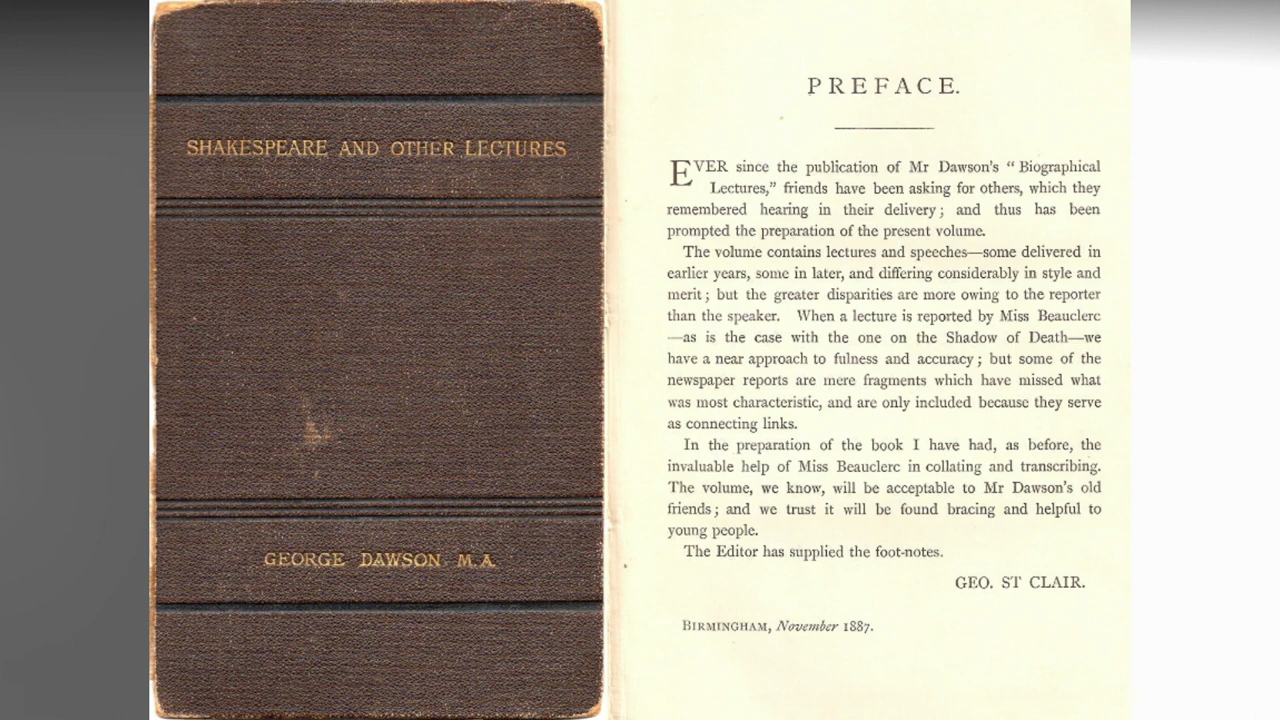 SHAKESPEARE AND OTHER LECTURES
GEORGE DAWSON M.A.
PREFACE.
EVER since the publication of Mr Dawson's “Biographical
Lectures,” friends have been asking for others, which they
remembered hearing in their delivery; and thus has been
prompted the preparation of the present volume.
The volume contains lectures and speeches—some delivered in
earlier years, some in later, and differing considerably in style and
merit; but the greater disparities are more owing to the reporter
than the speaker. When a lecture is reported by Miss Beauclerc
—as is the case with the one on the Shadow of Death—we
have a near approach to fulness and accuracy; but some of the
newspaper reports are mere fragments which have missed what
was most characteristic, and are only included because they serve
as connecting links.
In the preparation of the book I have had, as before, the
invaluable help of Miss Beauclerc in collating and transcribing.
The volume, we know, will be acceptable to Mr Dawson's old
friends; and we trust it will be found bracing and helpful to
young people.
The Editor has supplied the foot-notes.
GEO. ST CLAIR.
BIRMINGHAM, November 1887.